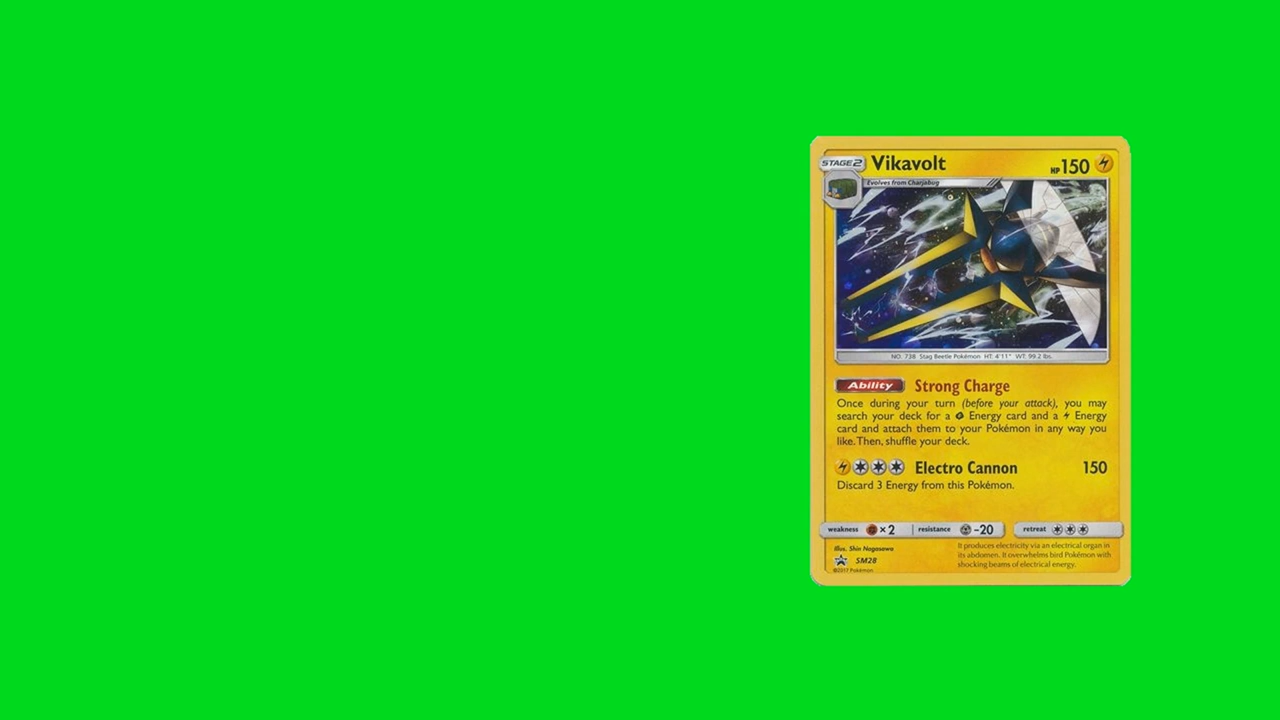 STAGE2 Vikavolt HP 150
Evolves from Charjabug
NO. 738 Stag Beetle Pokémon HT: 4'11" WT: 99.2 lbs.
Ability Strong Charge
Once during your turn (before your attack), you may
search your deck for a Energy card and a Energy
card and attach them to your Pokémon in any way you
like. Then, shuffle your deck.
Electro Cannon 150
Discard 3 Energy from this Pokémon.
weakness ×2 resistance -20 retreat
Illus. Shin Nagasawa
SM28
©2017 Pokémon
It produces electricity via an electrical organ in
its abdomen. It overwhelms bird Pokémon with
shocking beams of electrical energy.